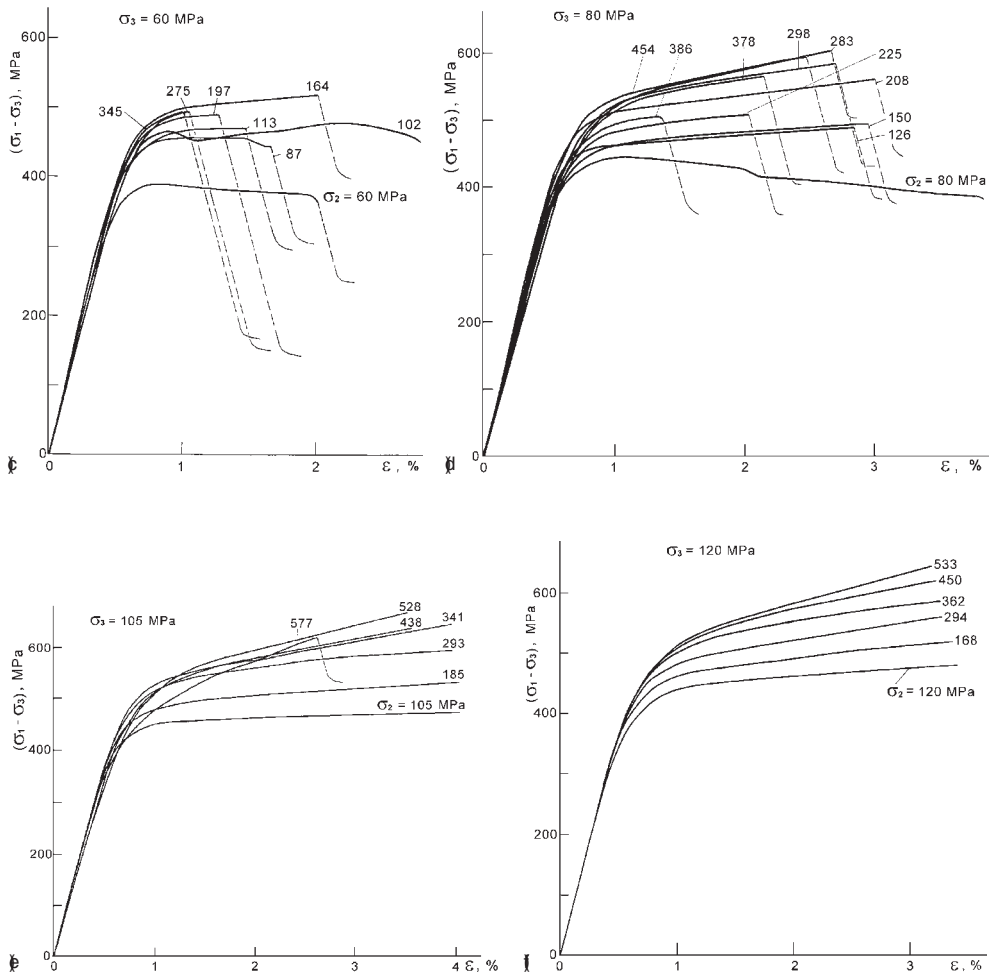 σ₃ = 60 MPa
(σ₁ - σ₃), MPa
600
400
200
0
345
275
197
164
113
102
87
σ₂ = 60 MPa
0
1
2
ε, %
c
σ₃ = 80 MPa
(σ₁ - σ₃), MPa
600
400
200
0
454
386
378
298
283
225
208
150
126
σ₂ = 80 MPa
0
1
2
3
ε, %
d
σ₃ = 105 MPa
(σ₁ - σ₃), MPa
600
400
200
0
577
528
438
341
293
185
σ₂ = 105 MPa
0
1
2
3
4
ε, %
e
σ₃ = 120 MPa
(σ₁ - σ₃), MPa
600
400
200
0
533
450
362
294
168
σ₂ = 120 MPa
0
1
2
3
ε, %
f